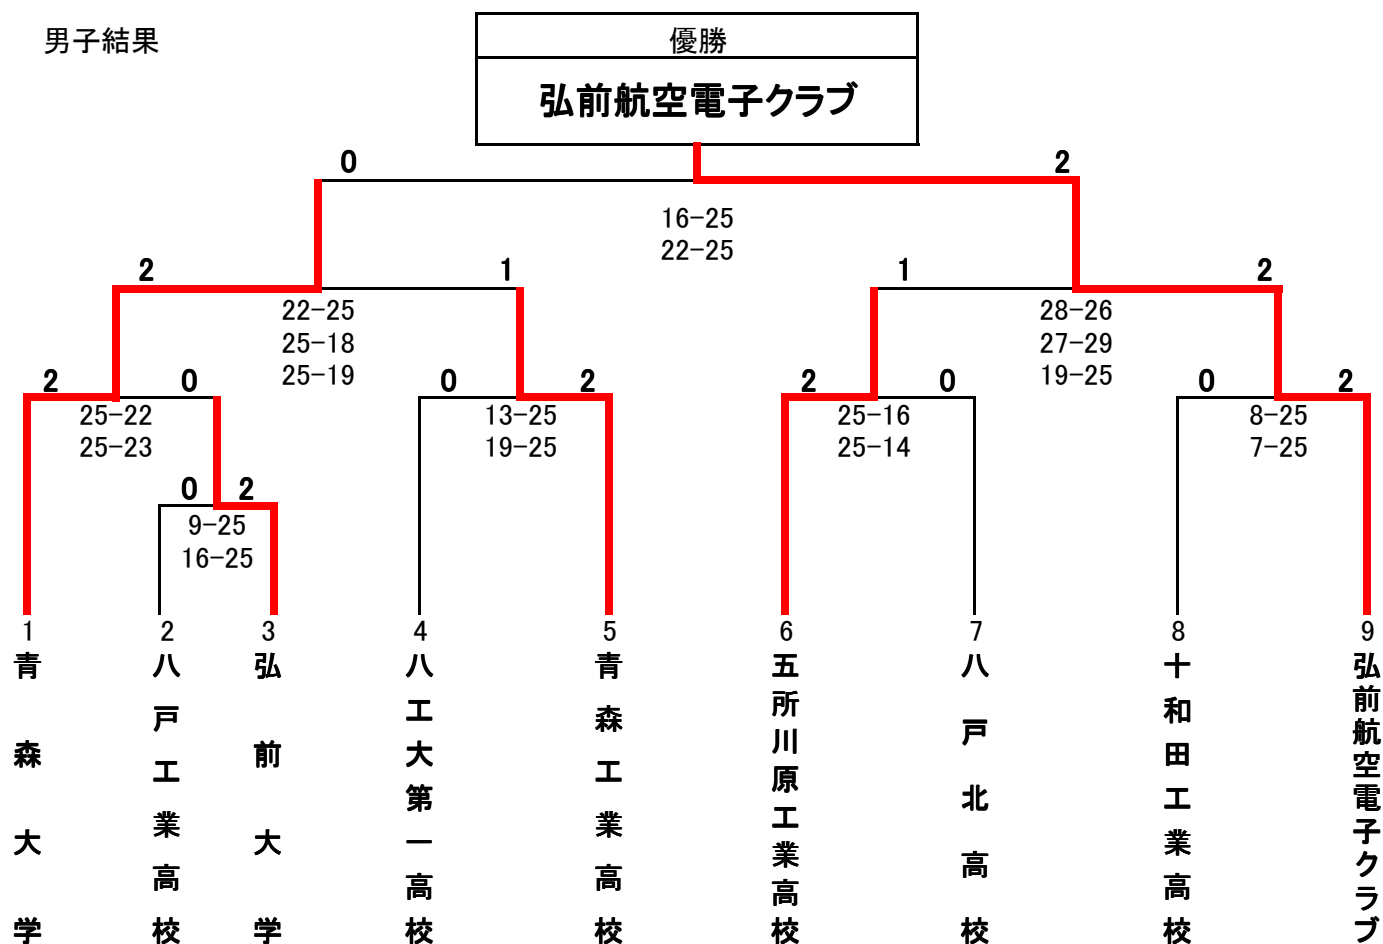 男子結果
優勝
弘前航空電子クラブ
0 2
16-25
22-25
2 1 1 2
22-25 28-26
25-18 27-29
25-19 19-25
2 0 0 2 2 0 0 2
25-22 13-25 25-16 8-25
25-23 19-25 25-14 7-25
0 2
9-25
16-25
1 2 3 4 5 6 7 8 9
青森大学
八戸工業高校
弘前大学
八工大第一高校
青森工業高校
五所川原工業高校
八戸北高校
十和田工業高校
弘前航空電子クラブ